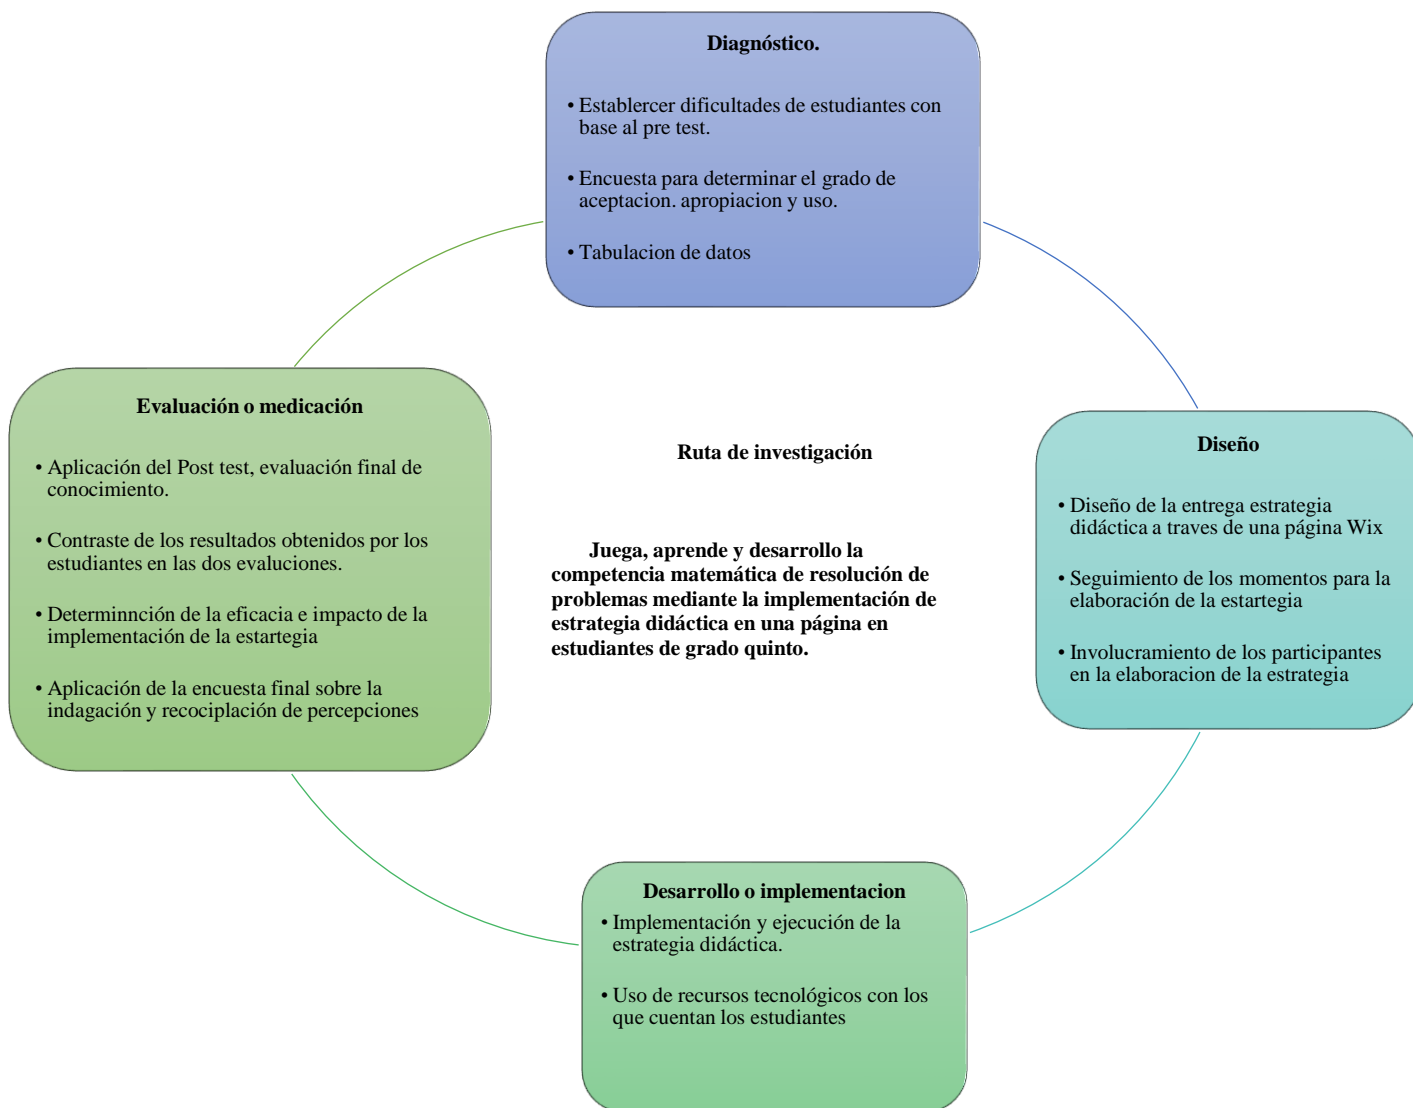 Diagnóstico.
• Establercer dificultades de estudiantes con
base al pre test.
• Encuesta para determinar el grado de
aceptacion. apropiacion y uso.
• Tabulacion de datos
Evaluación o medicación
• Aplicación del Post test, evaluación final de
conocimiento.
• Contraste de los resultados obtenidos por los
estudiantes en las dos evaluciones.
• Determinnción de la eficacia e impacto de la
implementación de la estartegia
• Aplicación de la encuesta final sobre la
indagación y recociplación de percepciones
Ruta de investigación
Juega, aprende y desarrollo la
competencia matemática de resolución de
problemas mediante la implementación de
estrategia didáctica en una página en
estudiantes de grado quinto.
Diseño
• Diseño de la entrega estrategia
didáctica a traves de una página Wix
• Seguimiento de los momentos para la
elaboración de la estartegia
• Involucramiento de los participantes
en la elaboracion de la estrategia
Desarrollo o implementacion
• Implementación y ejecución de la
estrategia didáctica.
• Uso de recursos tecnológicos con los
que cuentan los estudiantes